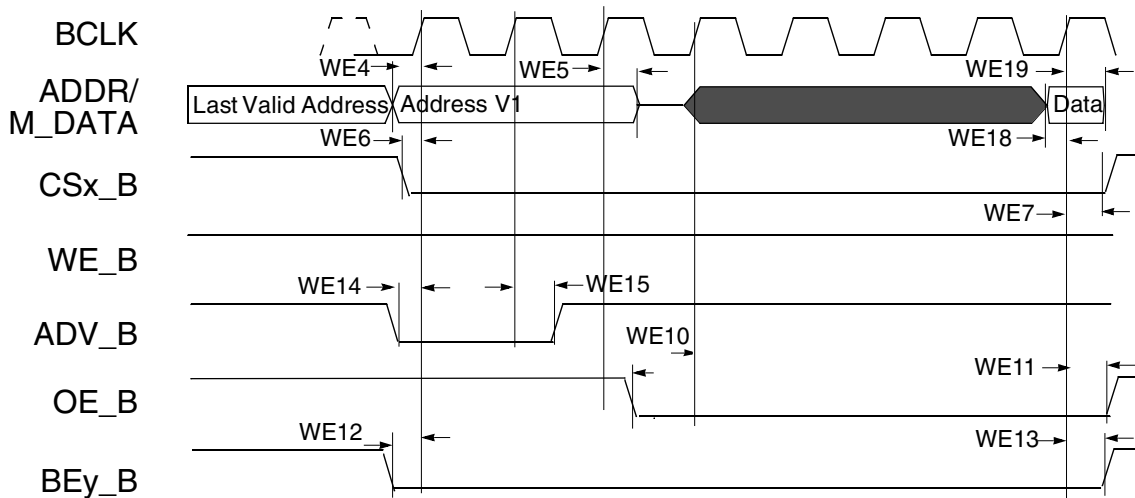 BCLK
WE4
WE5
WE19
ADDR/
M_DATA
Last Valid Address
Address V1
Data
WE6
WE18
CSx_B
WE7
WE_B
WE14
WE15
ADV_B
WE10
WE11
OE_B
WE12
WE13
BEy_B